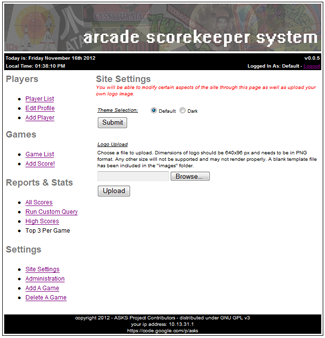 arcade scorekeeper system
Today is: Friday November 16th 2012
v0.0.5
Local Time: 01:38:10 PM
Logged In As: Default -
Players
Player List
Edit Profile
Add Player
Games
Game List
Add Score!
Reports & Stats
All Scores
Run Custom Query
High Scores
Top 3 Per Game
Settings
Site Settings
Administration
Add A Game
Delete A Game
Site Settings
You will be able to modify certain aspects of the site through this page as well as upload your
own logo image.
Theme Selection:
Default
Dark
Submit
Logo Upload
Choose a file to upload. Dimensions of logo should be 640x96 px and needs to be in PNG
format. Any other size will not be supported and may not render properly. A blank template file
has been included in the "images" folder.
Browse...
Upload
copyright 2012 - ASKS Project Contributors - distributed under GNU GPL v3
your ip address: 10.13.31.1
https://code.google.com/p/asks